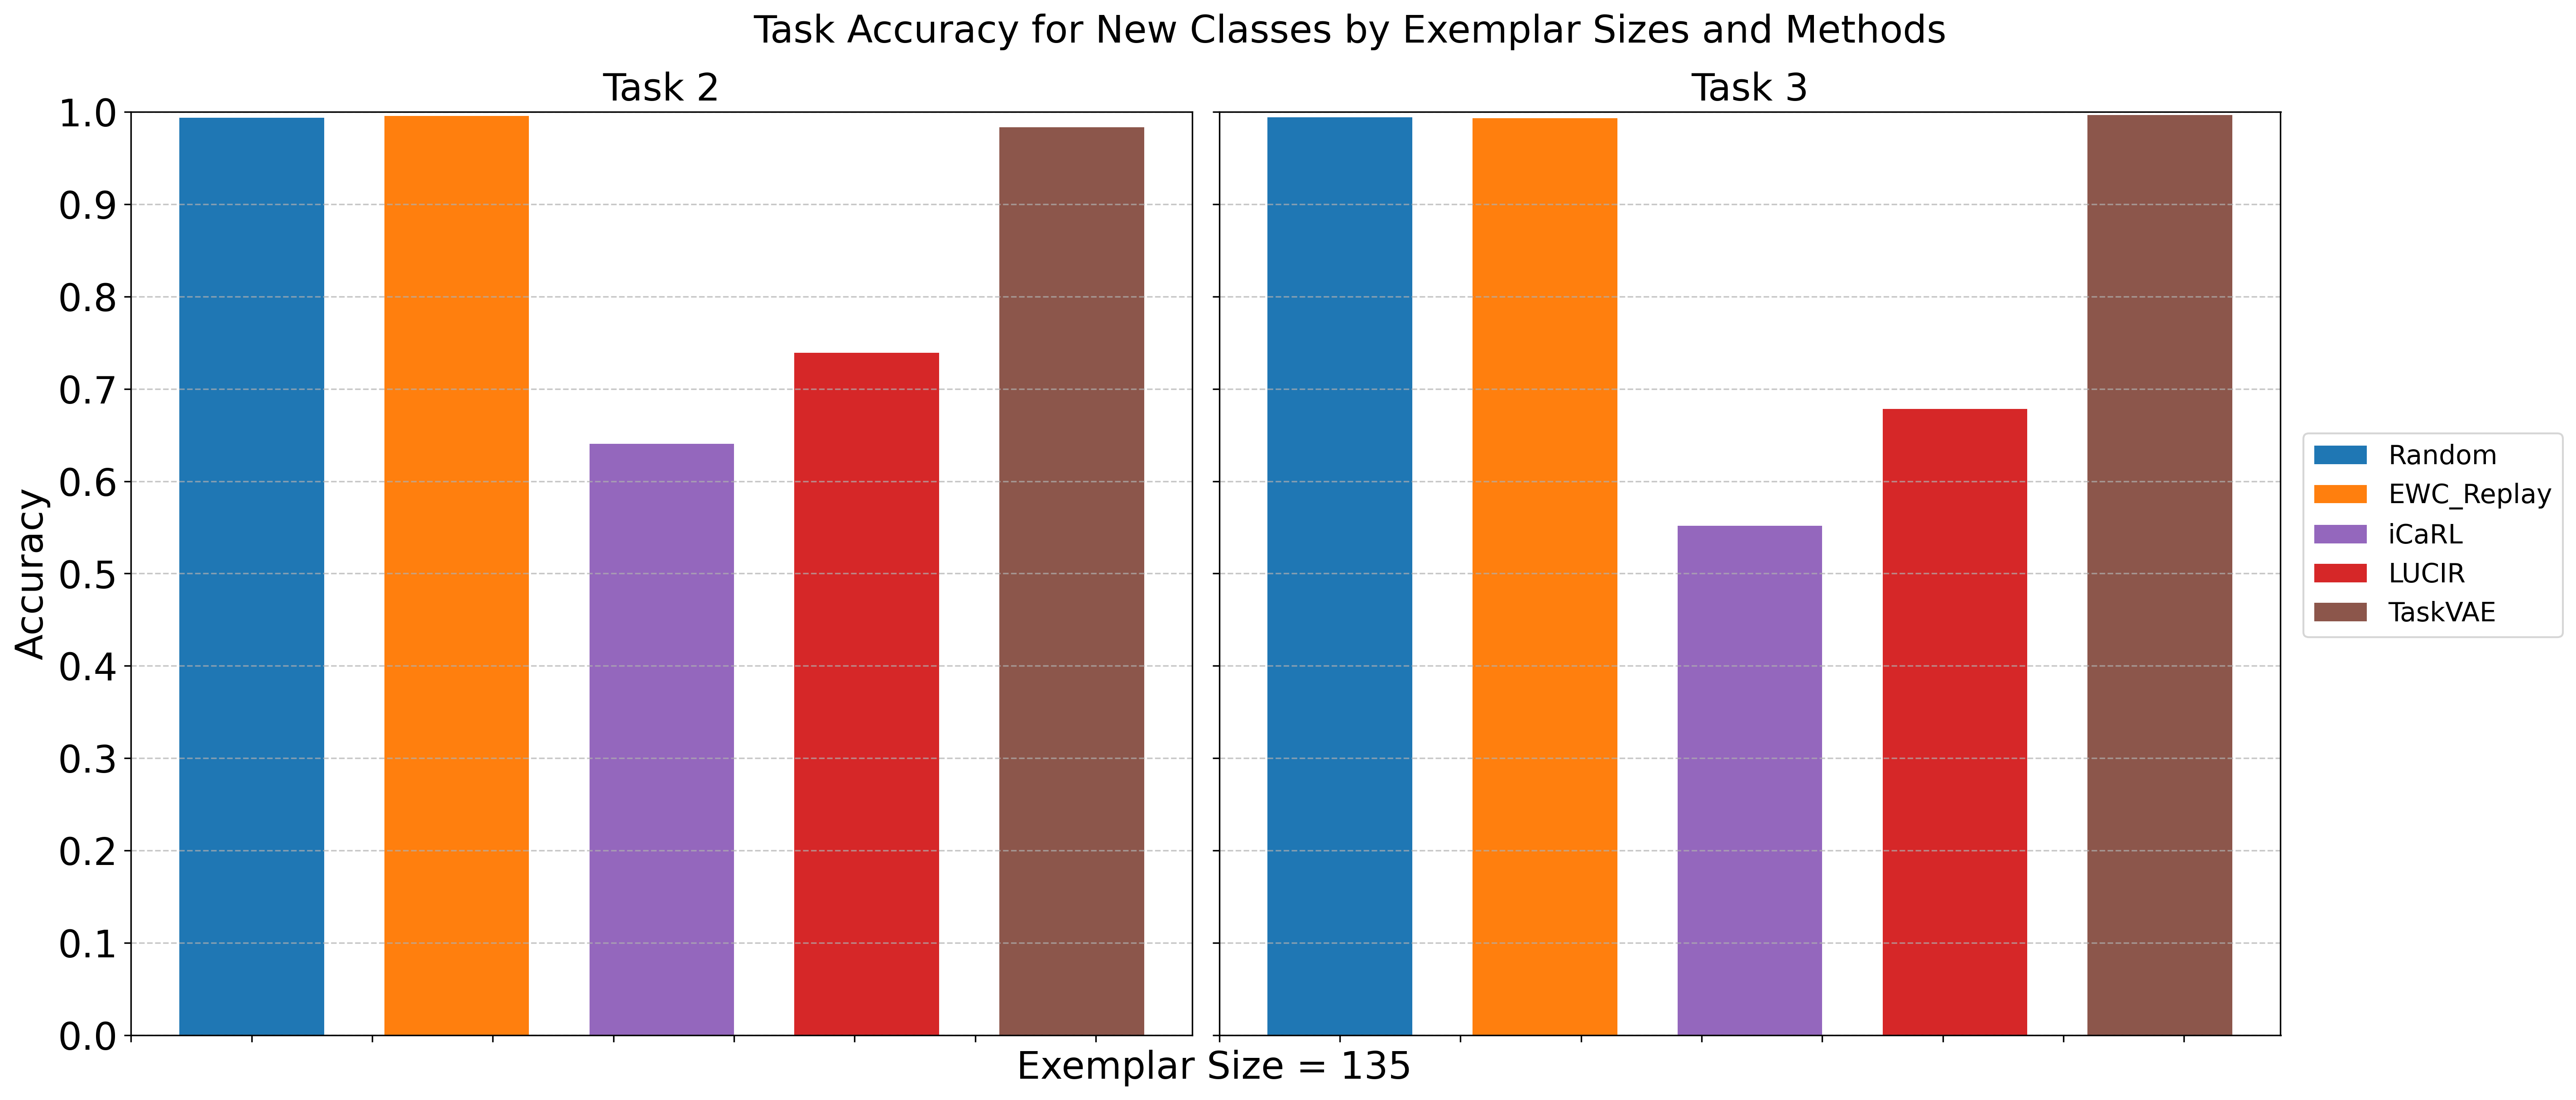 Task Accuracy for New Classes by Exemplar Sizes and Methods
Task 2
Task 3
Accuracy
1.0
0.9
0.8
0.7
0.6
0.5
0.4
0.3
0.2
0.1
0.0
Exemplar Size = 135
Random
EWC_Replay
iCaRL
LUCIR
TaskVAE